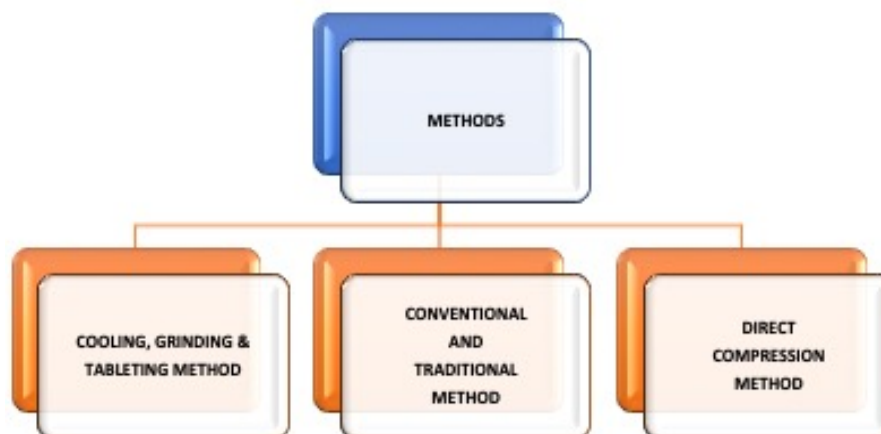 METHODS
COOLING, GRINDING &
TABLETING METHOD
CONVENTIONAL
AND
TRADITIONAL
METHOD
DIRECT
COMPRESSION
METHOD